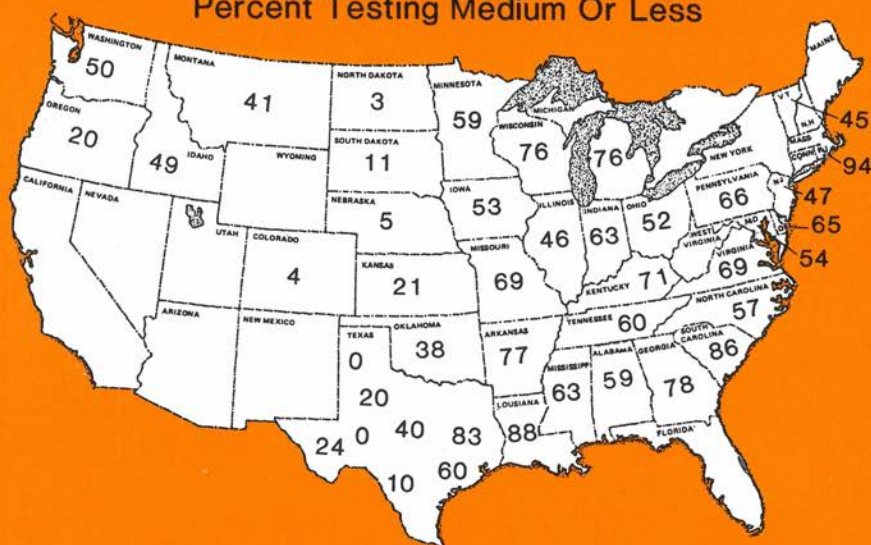 Percent Testing Medium Or Less
WASHINGTON
50
MONTANA
41
NORTH DAKOTA
3
MINNESOTA
59
MAINE
OREGON
20
49 IDAHO
WYOMING
SOUTH DAKOTA
11
WISCONSIN
76
MICHIGAN
76
V T
N.H
45
MASS
CONN RI
94
NEW YORK
CALIFORNIA
NEVADA
UTAH
COLORADO
4
NEBRASKA
5
IOWA
53
ILLINOIS
46
INDIANA
63
OHIO
52
PENNSYLVANIA
66
NJ
47
MD
DE
65
54
WEST
VIRGINIA
VIRGINIA
69
KANSAS
21
MISSOURI
69
KENTUCKY 71
NORTH CAROLINA
57
ARIZONA
NEW MEXICO
TEXAS
0
20
24 0 40 83
10 60
OKLAHOMA
38
ARKANSAS
77
TENNESSEE 60
SOUTH
CAROLINA
86
MISSISSIPPI
63
ALABAMA
59
GEORGIA
78
LOUSIANA
88
FLORIDA